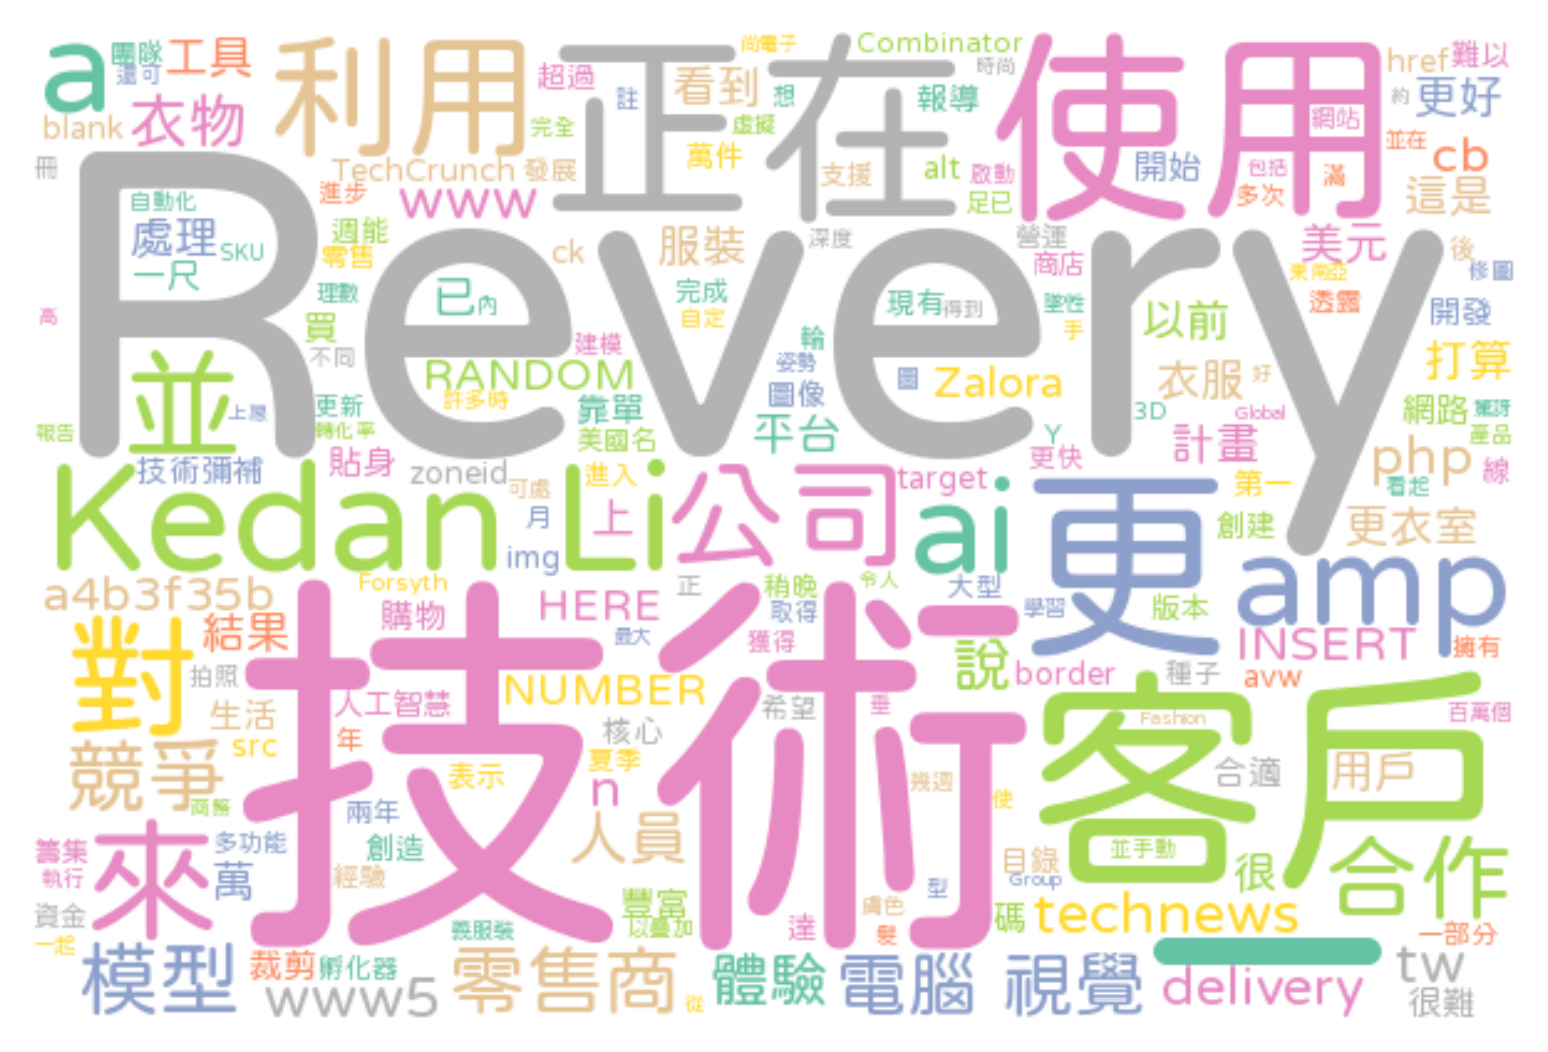 a
團隊
還可
工具
利用
正在
使用
尚電子
Combinator
時尚
href
難以
blank
衣物
超過
註
看到
想
報導
約
更好
網站
完全
虛擬
並在
冊
TechCrunch
發展
萬件
支援
alt
啟動
開始
包括
cb
進步
www
足已
多次
滿
這是
自動化
Revery
處理
SKU
週能
零售
ck
服裝
深度
營運
美元
後
一尺
商店
東南亞
修圖
理數
已
內
完成
現有
得到
墜性
透露
高
買
自定
手
以前
開發
不同
建模
輪
姿勢
並
RANDOM
圖
Zalora
衣服
好
打算
許多時
圖像
更新
靠單
3D
Global
網路
報告
轉化率
美國名
平台
Y
計畫
產品
技術彌補
貼身
zoneid
進入
更快
php
線
可處
target
第一
看起
Kedan
Li
公司
ai
更
月
上
創建
更衣室
img
a4b3f35b
Forsyth
正
稍晚
令人
大型
amp
購物
HERE
取得
學習
版本
對
結果
技術
最大
獲得
說
INSERT
擁有
拍照
人工智慧
NUMBER
希望
垂
border
種子
avw
生活
核心
客戶
Fashion
百萬個
競爭
src
年
表示
夏季
幾週
合適
用戶
n
使
兩年
籌集
來
多功能
創造
人員
並手動
執行
萬
經驗
目錄
Group
很
合作
資金
豐富
以疊加
膚色
型
一起
義服裝
達
髮
碼
technews
一部分
模型
裁剪
孵化器
www5
零售商
從
體驗
電腦
視覺
delivery
tw
很難